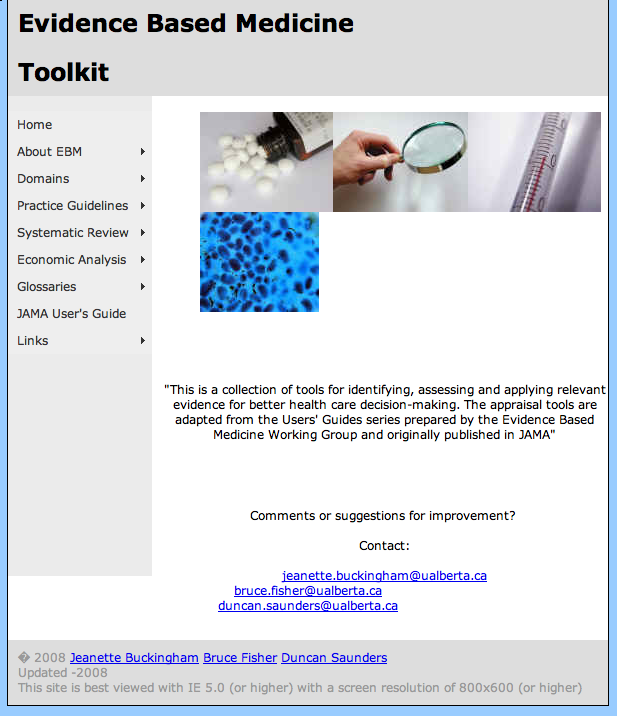 Evidence Based Medicine
Toolkit
Home
About EBM
Domains
Practice Guidelines
Systematic Review
Economic Analysis
Glossaries
JAMA User's Guide
Links
"This is a collection of tools for identifying, assessing and applying relevant
evidence for better health care decision-making. The appraisal tools are
adapted from the Users' Guides series prepared by the Evidence Based
Medicine Working Group and originally published in JAMA"
Comments or suggestions for improvement?
Contact:
jeanette.buckingham@ualberta.ca
bruce.fisher@ualberta.ca
duncan.saunders@ualberta.ca
� 2008 Jeanette Buckingham Bruce Fisher Duncan Saunders
Updated -2008
This site is best viewed with IE 5.0 (or higher) with a screen resolution of 800x600 (or higher)